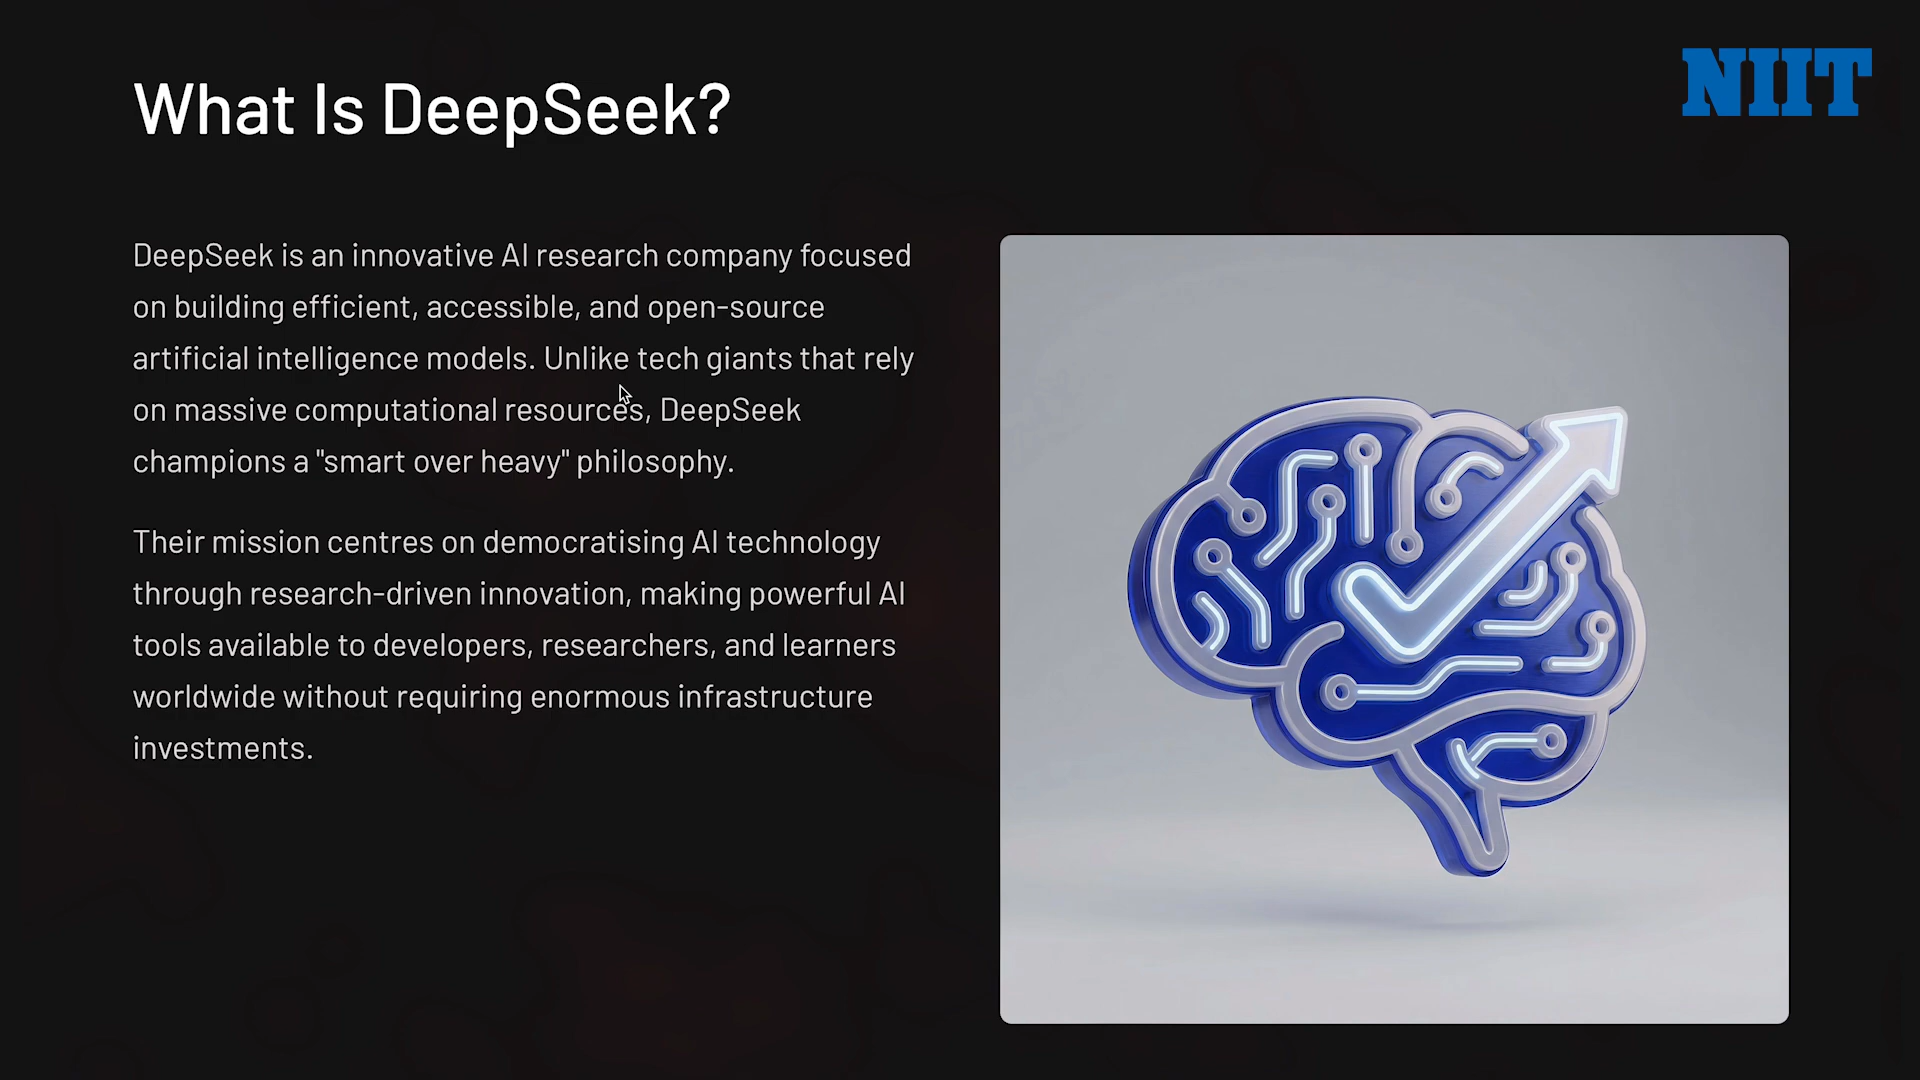 NIIT
What Is DeepSeek?
DeepSeek is an innovative AI research company focused
on building efficient, accessible, and open-source
artificial intelligence models. Unlike tech giants that rely
on massive computational resources, DeepSeek
champions a "smart over heavy" philosophy.
Their mission centres on democratising AI technology
through research-driven innovation, making powerful AI
tools available to developers, researchers, and learners
worldwide without requiring enormous infrastructure
investments.